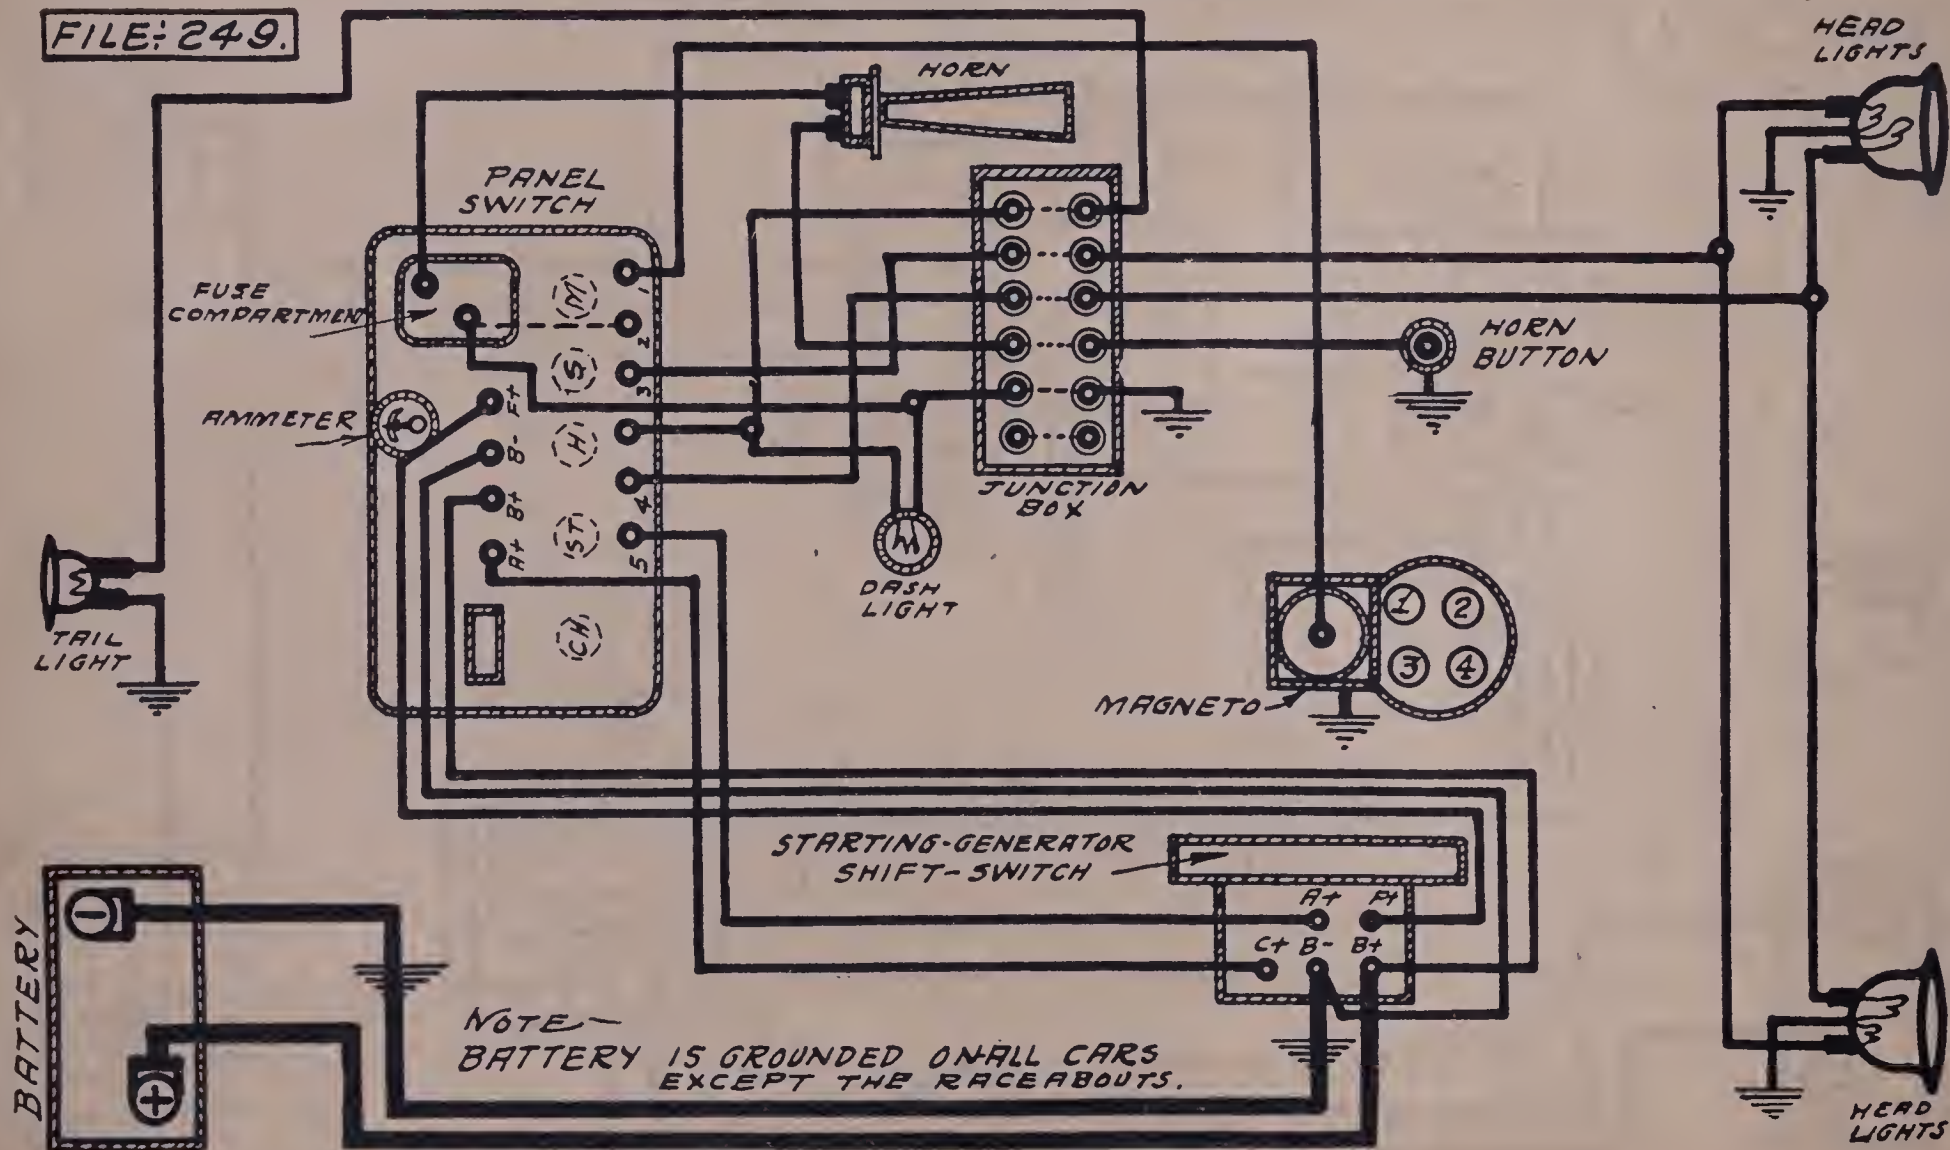 FILE: 249.
HEAD
LIGHTS
HORN
PANEL
SWITCH
FUSE
COMPARTMENT
M
1
2
S
3
AMMETER
F+
B-
H
B+
4
ST
A+
5
CH
JUNCTION
BOX
HORN
BUTTON
DASH
LIGHT
TAIL
LIGHT
1 2
3 4
MAGNETO
STARTING-GENERATOR
SHIFT-SWITCH
A+ F+
C+ B- B+
BATTERY
-
+
NOTE-
BATTERY IS GROUNDED ON ALL CARS
EXCEPT THE RACEABOUTS.
HEAD
LIGHTS